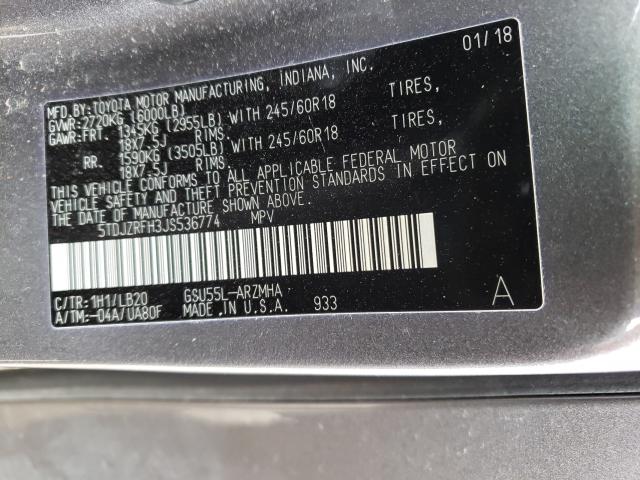 MFD.BY:TOYOTA MOTOR MANUFACTURING, INDIANA, INC. 01/18
GVWR:2720KG (6000LB)
GAWR:FRT. 1345KG (2955LB) WITH 245/60R18 TIRES,
18X7.5J RIMS.
RR. 1590KG (3505LB) WITH 245/60R18 TIRES,
18X7.5J RIMS.
THIS VEHICLE CONFORMS TO ALL APPLICABLE FEDERAL MOTOR
VEHICLE SAFETY AND THEFT PREVENTION STANDARDS IN EFFECT ON
THE DATE OF MANUFACTURE SHOWN ABOVE.
5TDJZRFH3JS536774 MPV
C/TR: 1H1/LB20 GSU55L-ARZMHA
A/TM:-04A/UA80F MADE IN U.S.A. 933 A